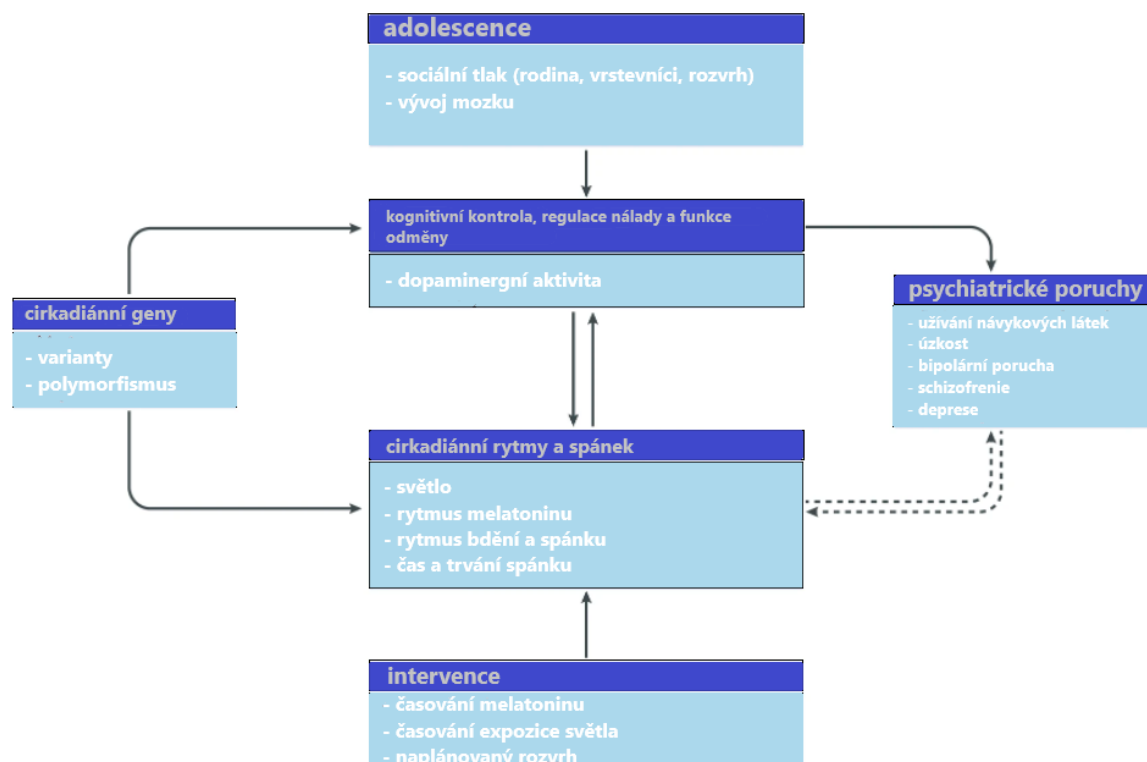 adolescence
- sociální tlak (rodina, vrstevníci, rozvrh)
- vývoj mozku
kognitivní kontrola, regulace nálady a funkce
odměny
- dopaminergní aktivita
cirkadiánní geny
- varianty
- polymorfismus
psychiatrické poruchy
- užívání návykových látek
- úzkost
- bipolární porucha
- schizofrenie
- deprese
cirkadiánní rytmy a spánek
- světlo
- rytmus melatoninu
- rytmus bdění a spánku
- čas a trvání spánku
intervence
- časování melatoninu
- časování expozice světla
- naplánovaný rozvrh